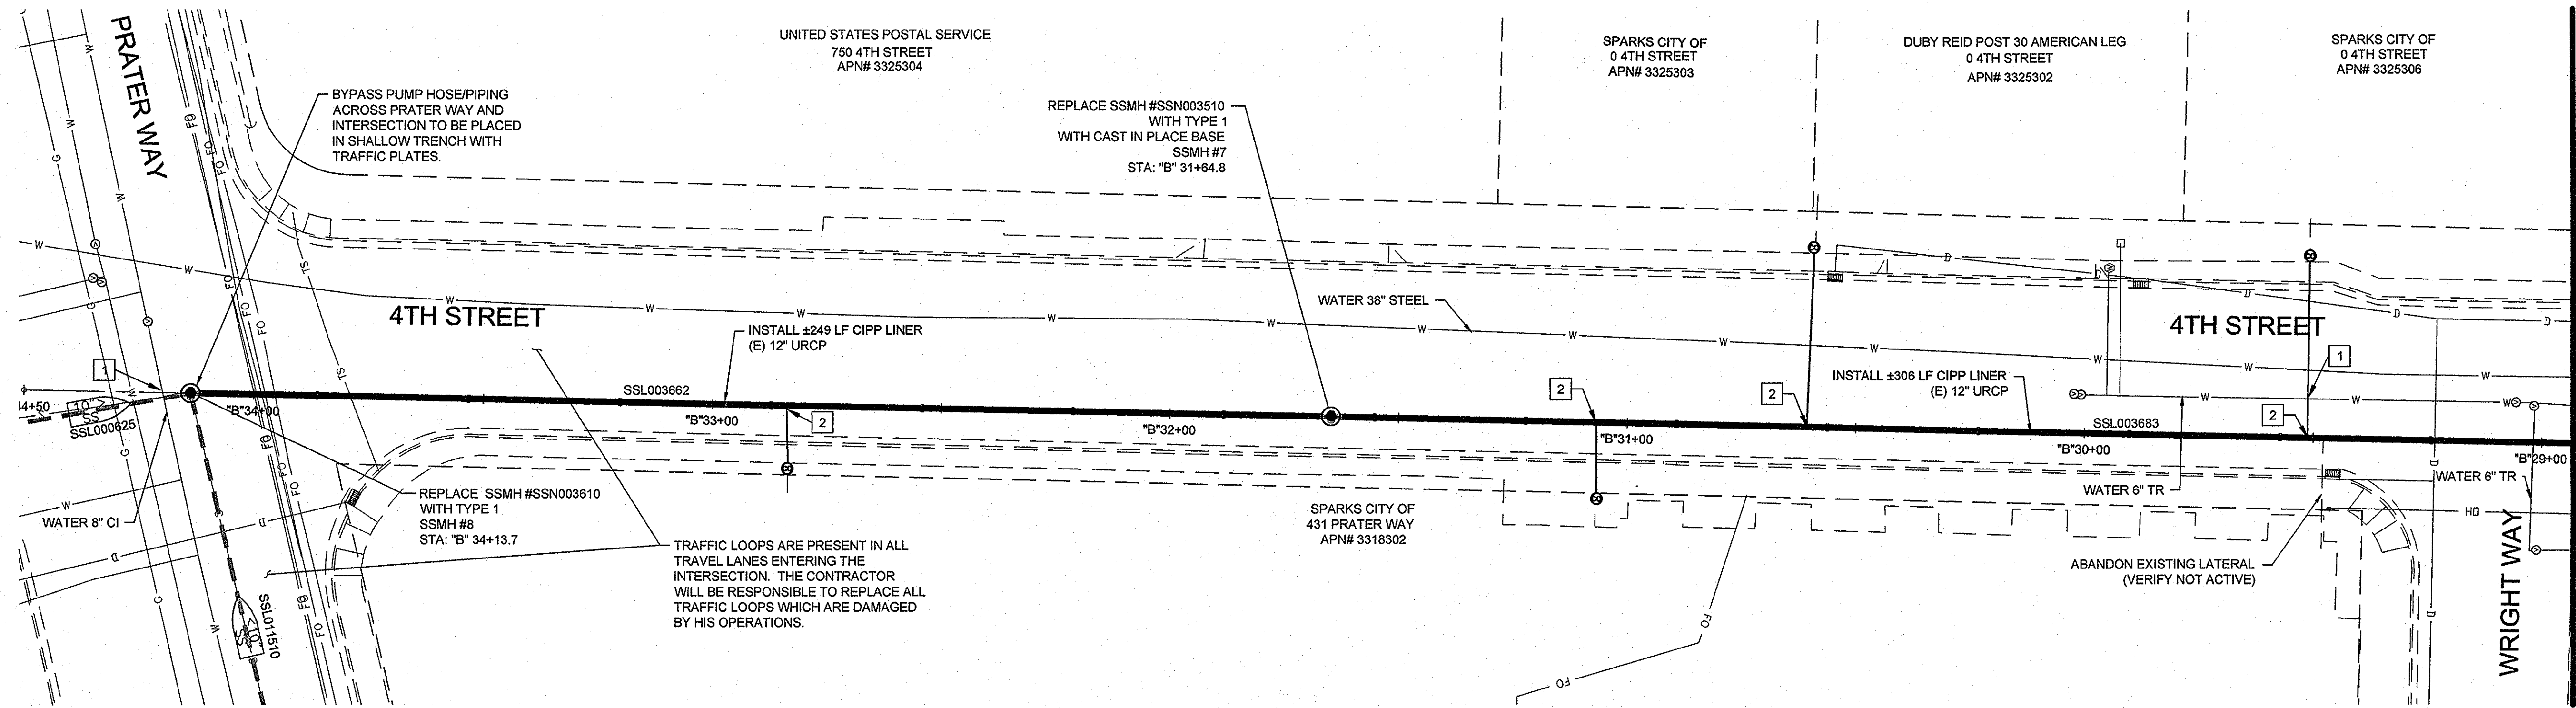 PRATER WAY
UNITED STATES POSTAL SERVICE
750 4TH STREET
APN# 3325304
SPARKS CITY OF
0 4TH STREET
APN# 3325303
DUBY REID POST 30 AMERICAN LEG
0 4TH STREET
APN# 3325302
SPARKS CITY OF
0 4TH STREET
APN# 3325306
BYPASS PUMP HOSE/PIPING
ACROSS PRATER WAY AND
INTERSECTION TO BE PLACED
IN SHALLOW TRENCH WITH
TRAFFIC PLATES.
REPLACE SSMH #SSN003510
WITH TYPE 1
WITH CAST IN PLACE BASE
SSMH #7
STA: "B" 31+64.8
4TH STREET
INSTALL ±249 LF CIPP LINER
(E) 12" URCP
WATER 38" STEEL
4TH STREET
INSTALL ±306 LF CIPP LINER
(E) 12" URCP
1
2
2
2
2
1
SSL003662
SSL003683
"B"34+00
"B"33+00
"B"32+00
"B"31+00
"B"30+00
"B"29+00
10">
SS
SSL000625
WATER 8" CI
REPLACE SSMH #SSN003610
WITH TYPE 1
SSMH #8
STA: "B" 34+13.7
TRAFFIC LOOPS ARE PRESENT IN ALL
TRAVEL LANES ENTERING THE
INTERSECTION. THE CONTRACTOR
WILL BE RESPONSIBLE TO REPLACE ALL
TRAFFIC LOOPS WHICH ARE DAMAGED
BY HIS OPERATIONS.
SPARKS CITY OF
431 PRATER WAY
APN# 3318302
WATER 6" TR
WATER 6" TR
ABANDON EXISTING LATERAL
(VERIFY NOT ACTIVE)
WRIGHT WAY
<10"
SS
SSL011510